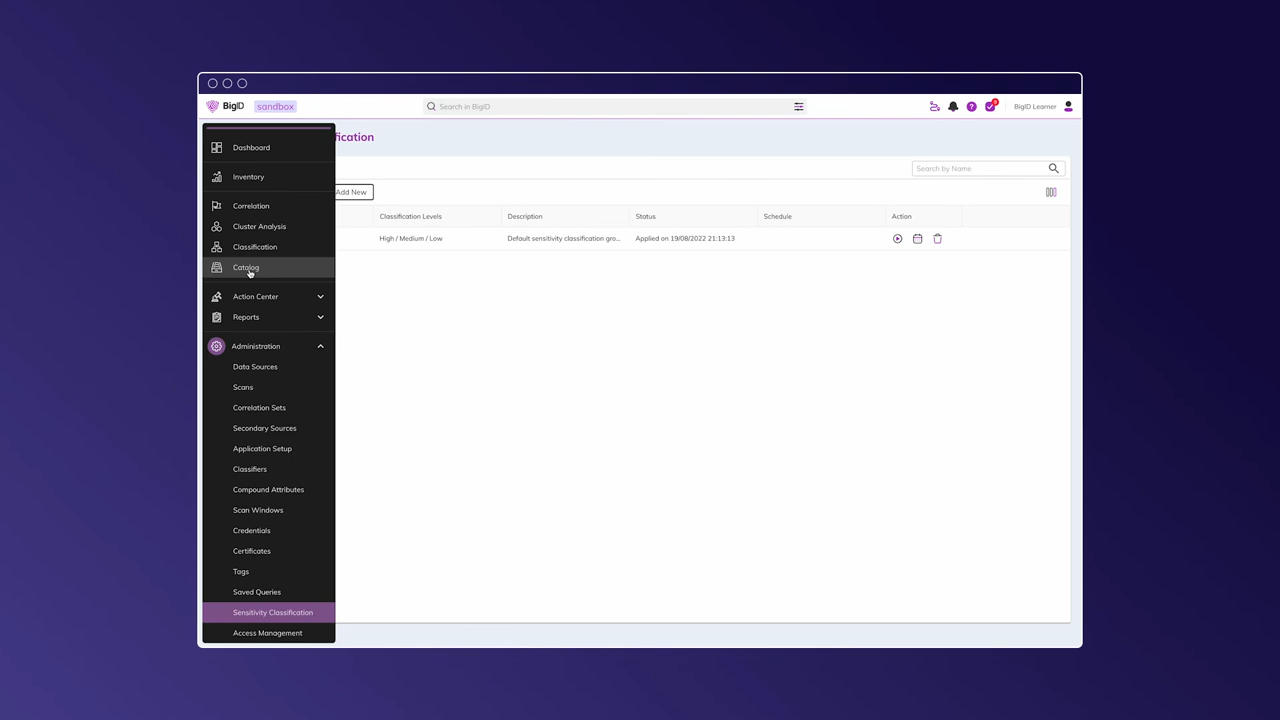 BigID
sandbox
Search in BigID
9
BigID Learner
fication
Search by Name
Add New
Classification Levels
Description
Status
Schedule
Action
High / Medium / Low
Default sensitivity classification gro...
Applied on 19/08/2022 21:13:13
Dashboard
Inventory
Correlation
Cluster Analysis
Classification
Catalog
Action Center
Reports
Administration
Data Sources
Scans
Correlation Sets
Secondary Sources
Application Setup
Classifiers
Compound Attributes
Scan Windows
Credentials
Certificates
Tags
Saved Queries
Sensitivity Classification
Access Management